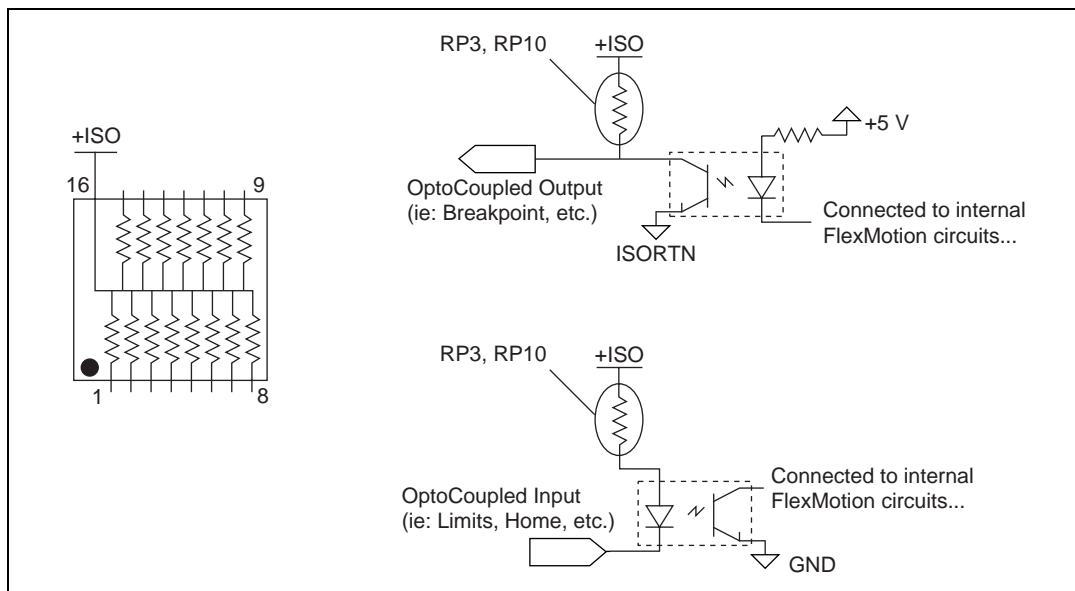 +ISO
16
9
1
8
RP3, RP10
+ISO
+5 V
OptoCoupled Output
(ie: Breakpoint, etc.)
ISORTN
Connected to internal
FlexMotion circuits...
RP3, RP10
+ISO
OptoCoupled Input
(ie: Limits, Home, etc.)
Connected to internal
FlexMotion circuits...
GND